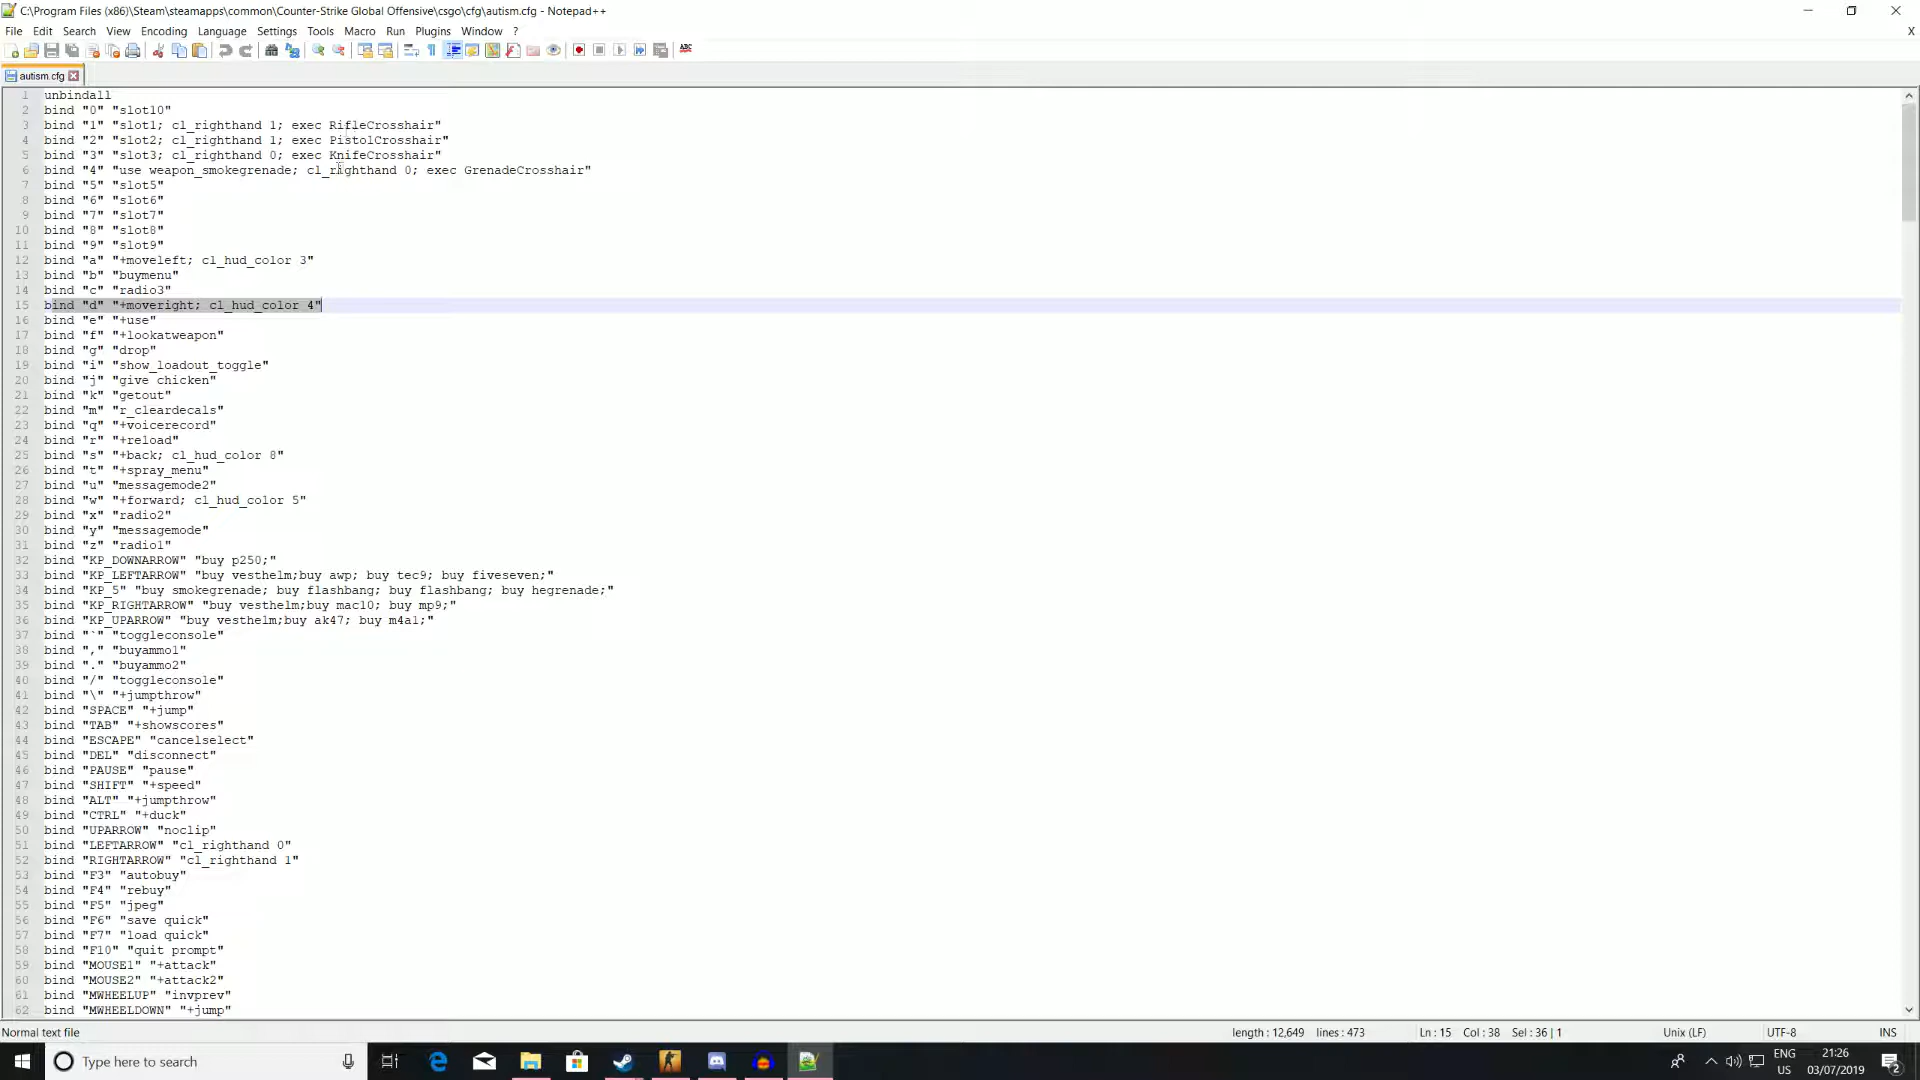 C:\Program Files (x86)\Steam\steamapps\common\Counter-Strike Global Offensive\csgo\cfg\autism.cfg - Notepad++
File Edit Search View Encoding Language Settings Tools Macro Run Plugins Window ? X
ABC
autism.cfg
1 unbindall
2 bind "0" "slot10"
3 bind "1" "slot1; cl_righthand 1; exec RifleCrosshair"
4 bind "2" "slot2; cl_righthand 1; exec PistolCrosshair"
5 bind "3" "slot3; cl_righthand 0; exec KnifeCrosshair"
6 bind "4" "use weapon_smokegrenade; cl_righthand 0; exec GrenadeCrosshair"
7 bind "5" "slot5"
8 bind "6" "slot6"
9 bind "7" "slot7"
10 bind "8" "slot8"
11 bind "9" "slot9"
12 bind "a" "+moveleft; cl_hud_color 3"
13 bind "b" "buymenu"
14 bind "c" "radio3"
15 bind "d" "+moveright; cl_hud_color 4"
16 bind "e" "+use"
17 bind "f" "+lookatweapon"
18 bind "g" "drop"
19 bind "i" "show_loadout_toggle"
20 bind "j" "give chicken"
21 bind "k" "getout"
22 bind "m" "r_cleardecals"
23 bind "q" "+voicerecord"
24 bind "r" "+reload"
25 bind "s" "+back; cl_hud_color 8"
26 bind "t" "+spray_menu"
27 bind "u" "messagemode2"
28 bind "w" "+forward; cl_hud_color 5"
29 bind "x" "radio2"
30 bind "y" "messagemode"
31 bind "z" "radio1"
32 bind "KP_DOWNARROW" "buy p250;"
33 bind "KP_LEFTARROW" "buy vesthelm;buy awp; buy tec9; buy fiveseven;"
34 bind "KP_5" "buy smokegrenade; buy flashbang; buy flashbang; buy hegrenade;"
35 bind "KP_RIGHTARROW" "buy vesthelm;buy mac10; buy mp9;"
36 bind "KP_UPARROW" "buy vesthelm;buy ak47; buy m4a1;"
37 bind "`" "toggleconsole"
38 bind "," "buyammo1"
39 bind "." "buyammo2"
40 bind "/" "toggleconsole"
41 bind "\" "+jumpthrow"
42 bind "SPACE" "+jump"
43 bind "TAB" "+showscores"
44 bind "ESCAPE" "cancelselect"
45 bind "DEL" "disconnect"
46 bind "PAUSE" "pause"
47 bind "SHIFT" "+speed"
48 bind "ALT" "+jumpthrow"
49 bind "CTRL" "+duck"
50 bind "UPARROW" "noclip"
51 bind "LEFTARROW" "cl_righthand 0"
52 bind "RIGHTARROW" "cl_righthand 1"
53 bind "F3" "autobuy"
54 bind "F4" "rebuy"
55 bind "F5" "jpeg"
56 bind "F6" "save quick"
57 bind "F7" "load quick"
58 bind "F10" "quit prompt"
59 bind "MOUSE1" "+attack"
60 bind "MOUSE2" "+attack2"
61 bind "MWHEELUP" "invprev"
62 bind "MWHEELDOWN" "+jump"
Normal text file length : 12,649 lines : 473 Ln : 15 Col : 38 Sel : 36 | 1 Unix (LF) UTF-8 INS
Type here to search
ENG
US
21:26
03/07/2019
2